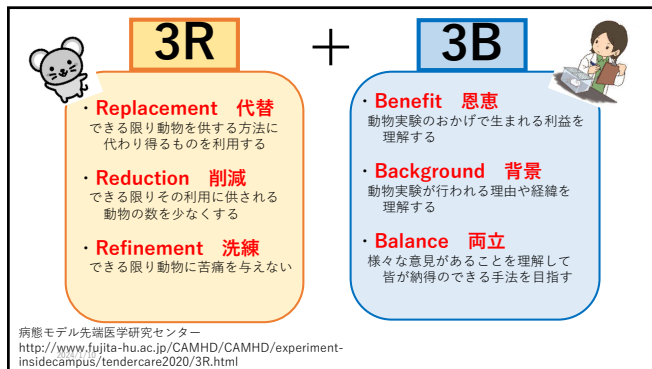 3R
+
3B
・Replacement 代替
できる限り動物を供する方法に
代わり得るものを利用する
・Reduction 削減
できる限りその利用に供される
動物の数を少なくする
・Refinement 洗練
できる限り動物に苦痛を与えない
・Benefit 恩恵
動物実験のおかげで生まれる利益を
理解する
・Background 背景
動物実験が行われる理由や経緯を
理解する
・Balance 両立
様々な意見があることを理解して
皆が納得のできる手法を目指す
病態モデル先端医学研究センター
http://www.fujita-hu.ac.jp/CAMHD/CAMHD/experiment-
insidecampus/tendercare2020/3R.html